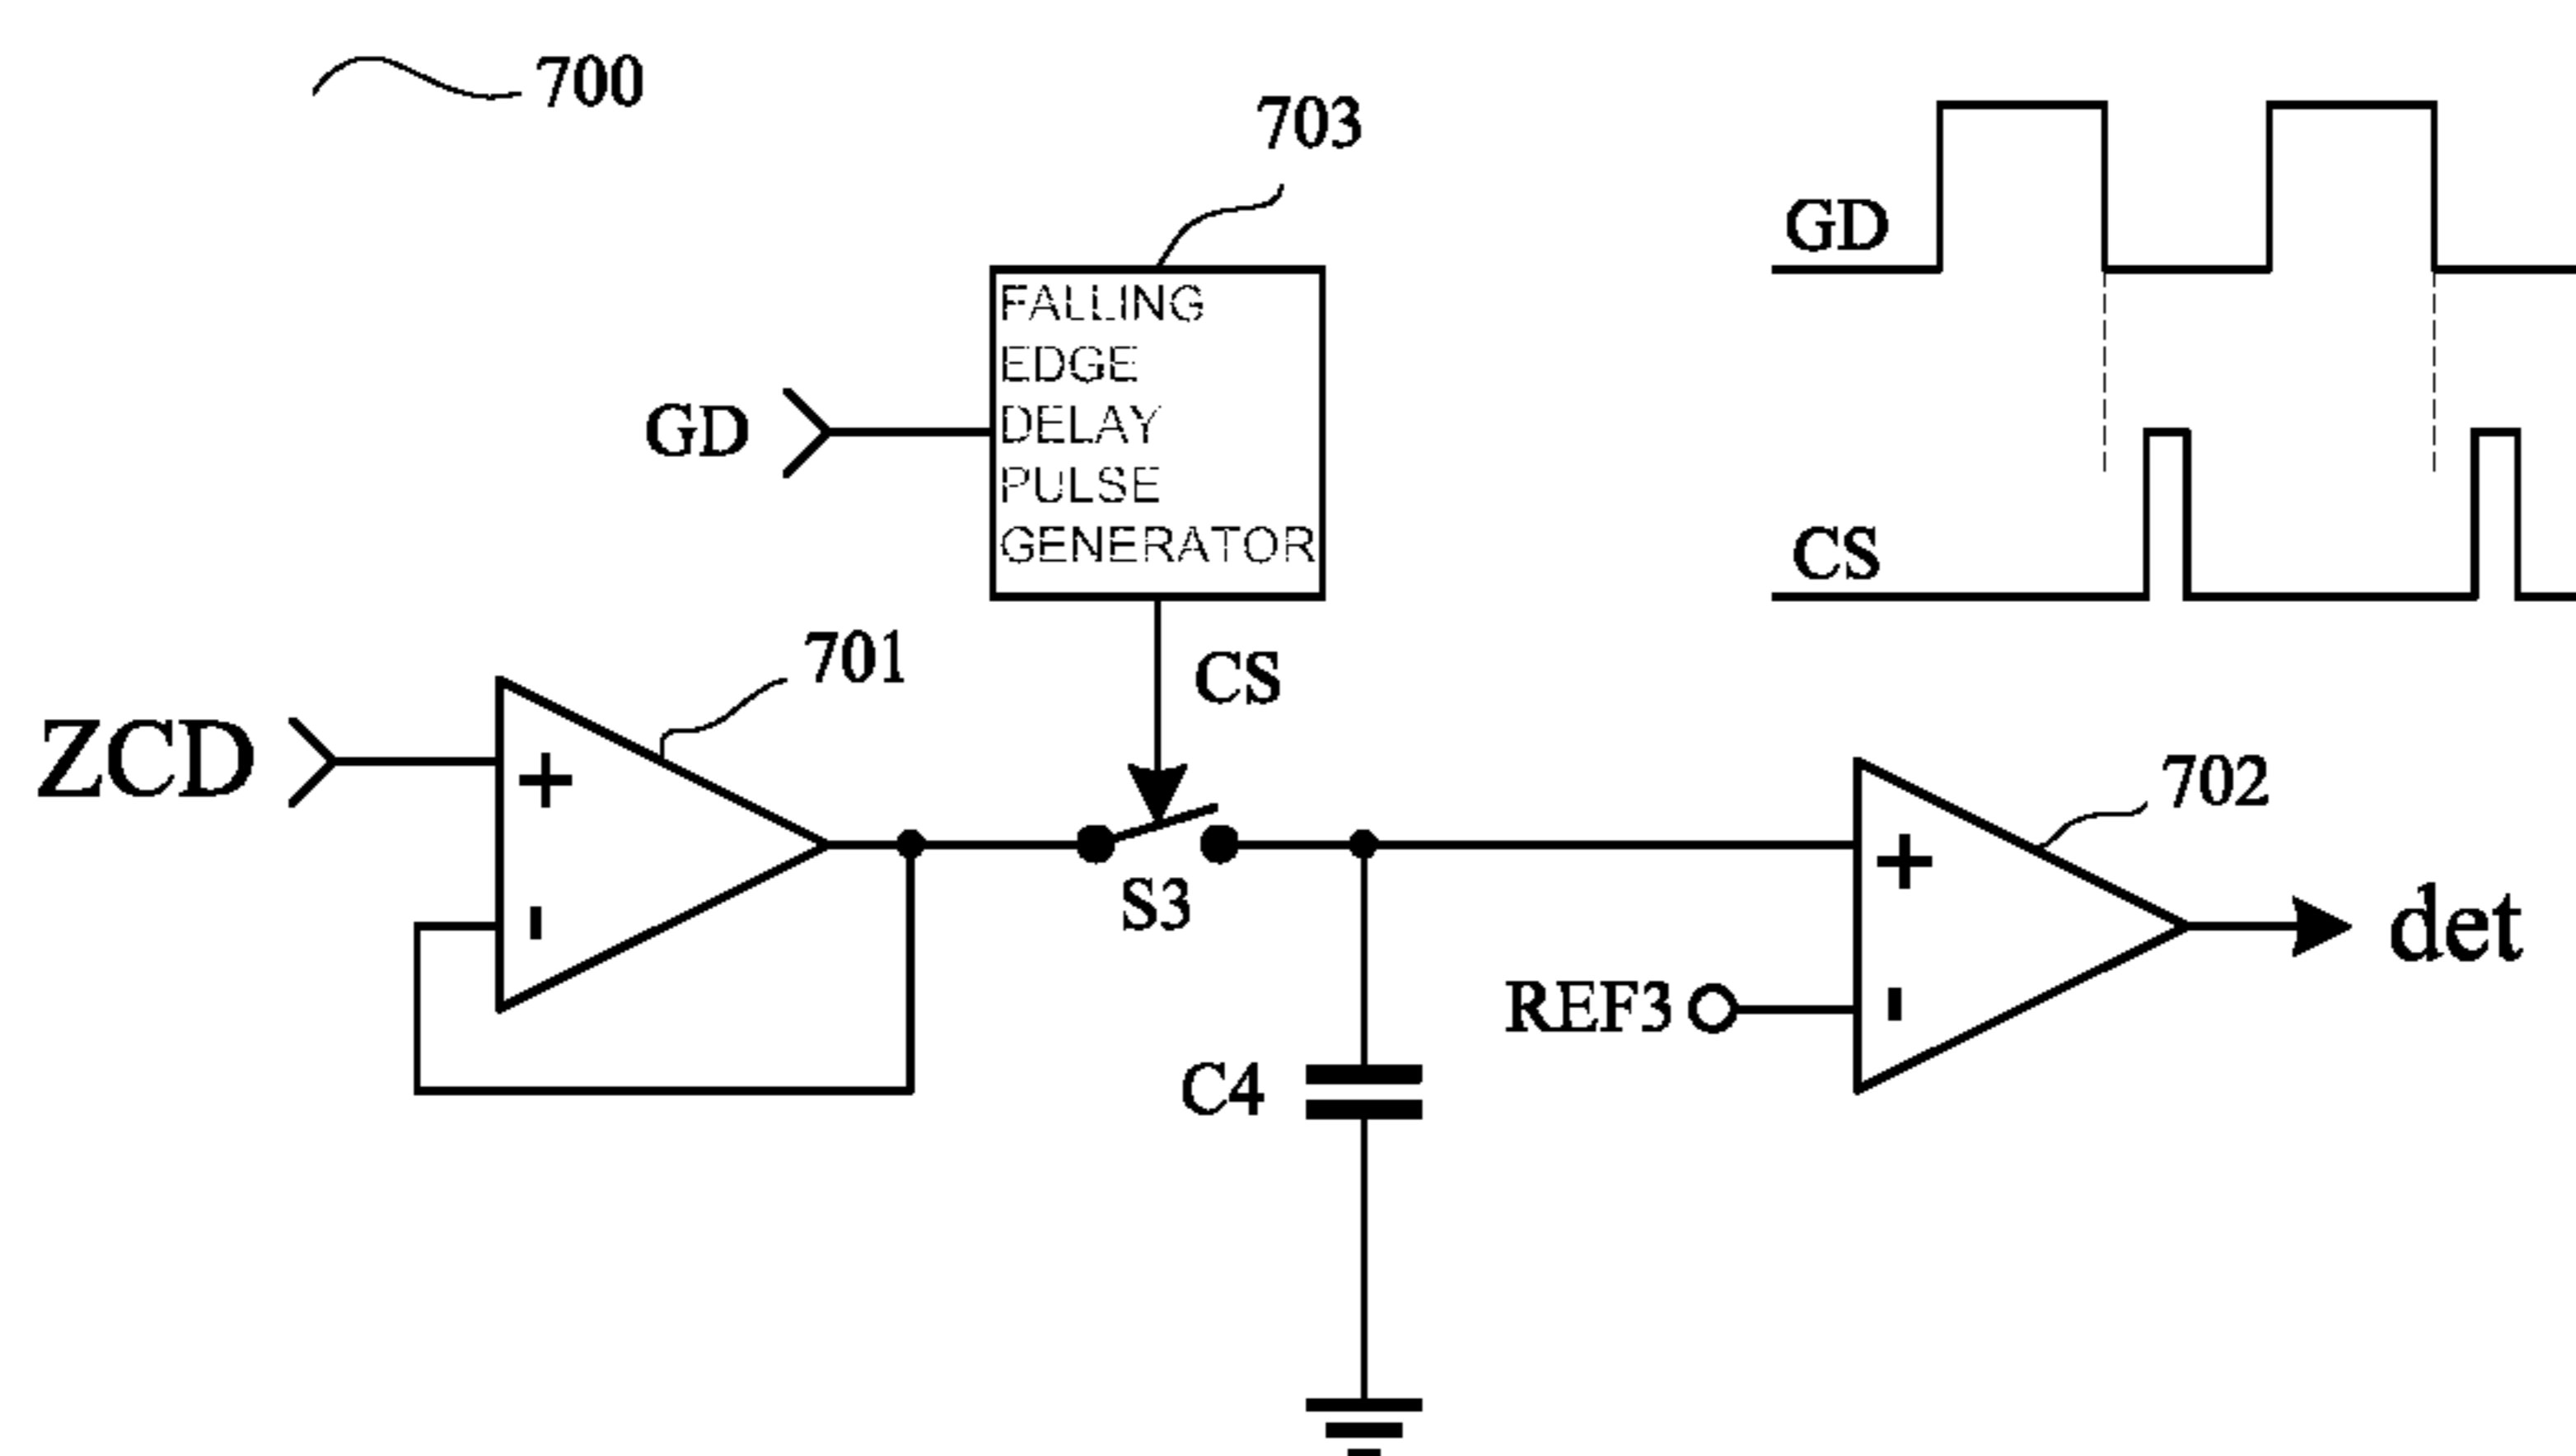 700
703
GD
FALLING
EDGE
DELAY
PULSE
GENERATOR
GD
CS
701
CS
ZCD
+
-
S3
702
+
-
det
REF3
C4